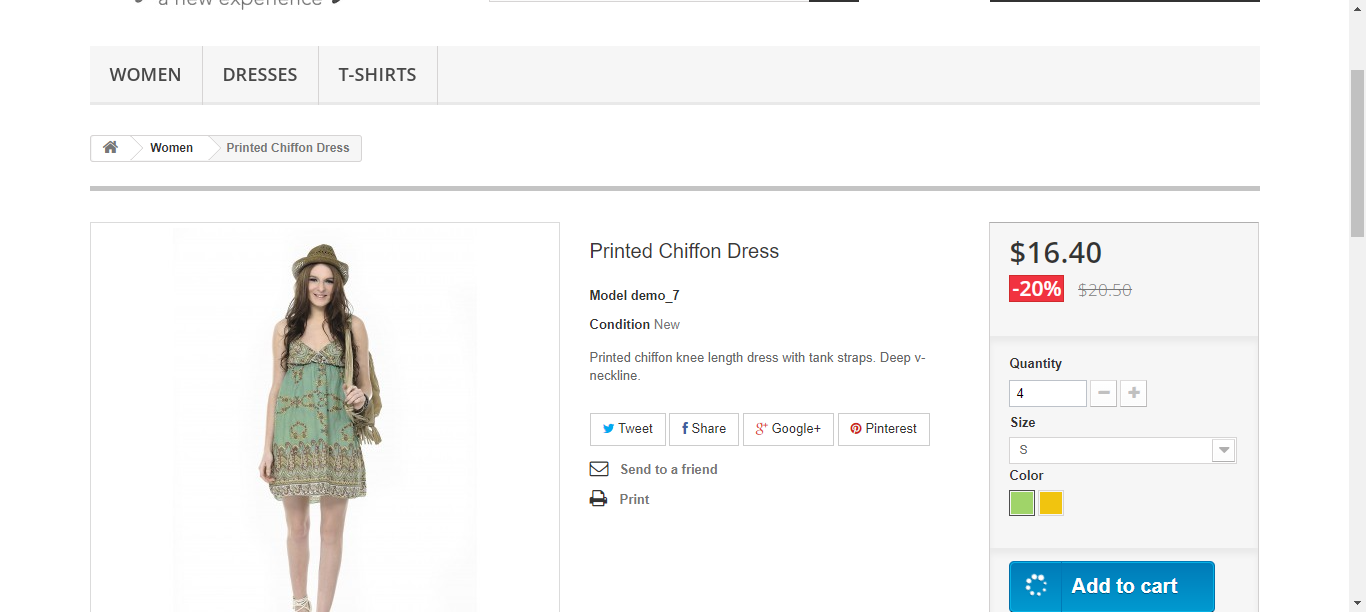 a new experience
WOMEN
DRESSES
T-SHIRTS
Women
Printed Chiffon Dress
Printed Chiffon Dress
Model demo_7
Condition New
Printed chiffon knee length dress with tank straps. Deep v-
neckline.
Tweet
Share
Google+
Pinterest
Send to a friend
Print
$16.40
-20% $20.50
Quantity
4
Size
S
Color
Add to cart